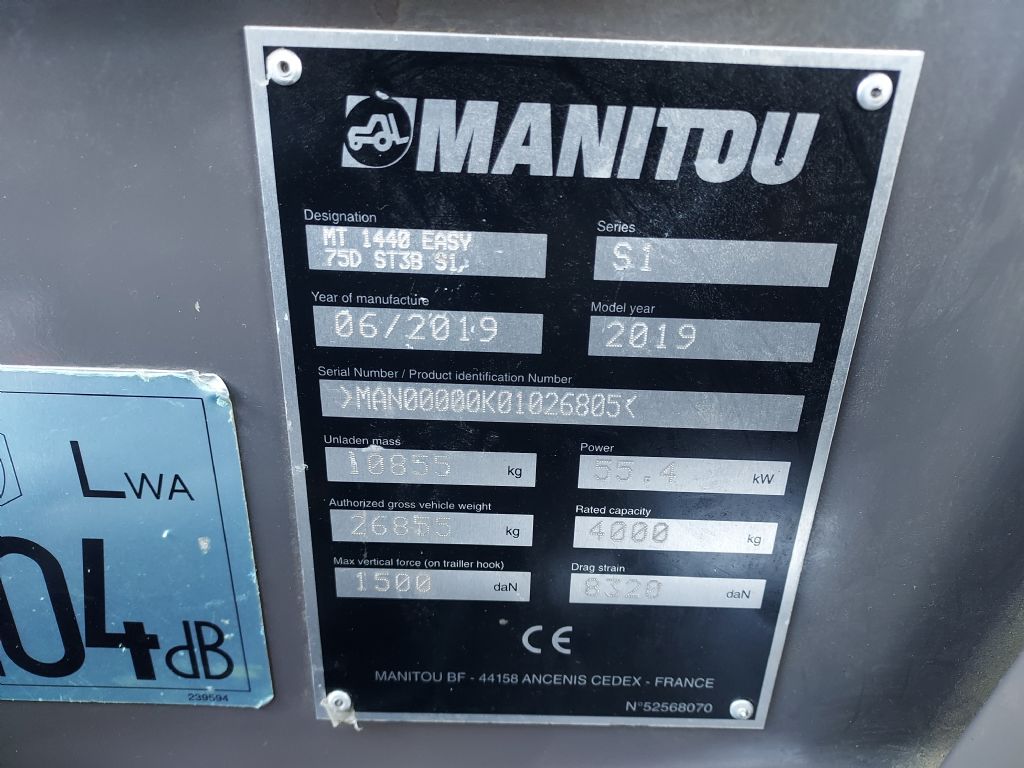 MANITOU
Designation
MT 1440 EASY
75D ST3B S1
Series
S1
Year of manufacture
06/2019
Model year
2019
Serial Number / Product identification Number
>MAN00000K01026805<
Unladen mass
10855 kg
Power
55.4 kW
Authorized gross vehicle weight
26855 kg
Rated capacity
4000 kg
Max vertical force (on trailler hook)
1500 daN
Drag strain
8320 daN
CE
MANITOU BF - 44158 ANCENIS CEDEX - FRANCE
N°52568070
LWA
04 dB
239594